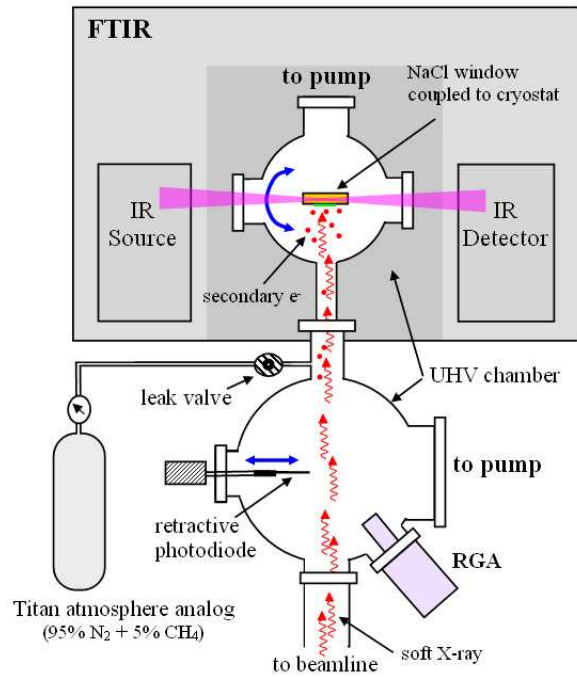 FTIR
to pump
NaCl window
coupled to cryostat
IR
Source
IR
Detector
secondary e-
leak valve
UHV chamber
to pump
retractive
photodiode
RGA
Titan atmosphere analog
(95% N₂ + 5% CH₄)
soft X-ray
to beamline